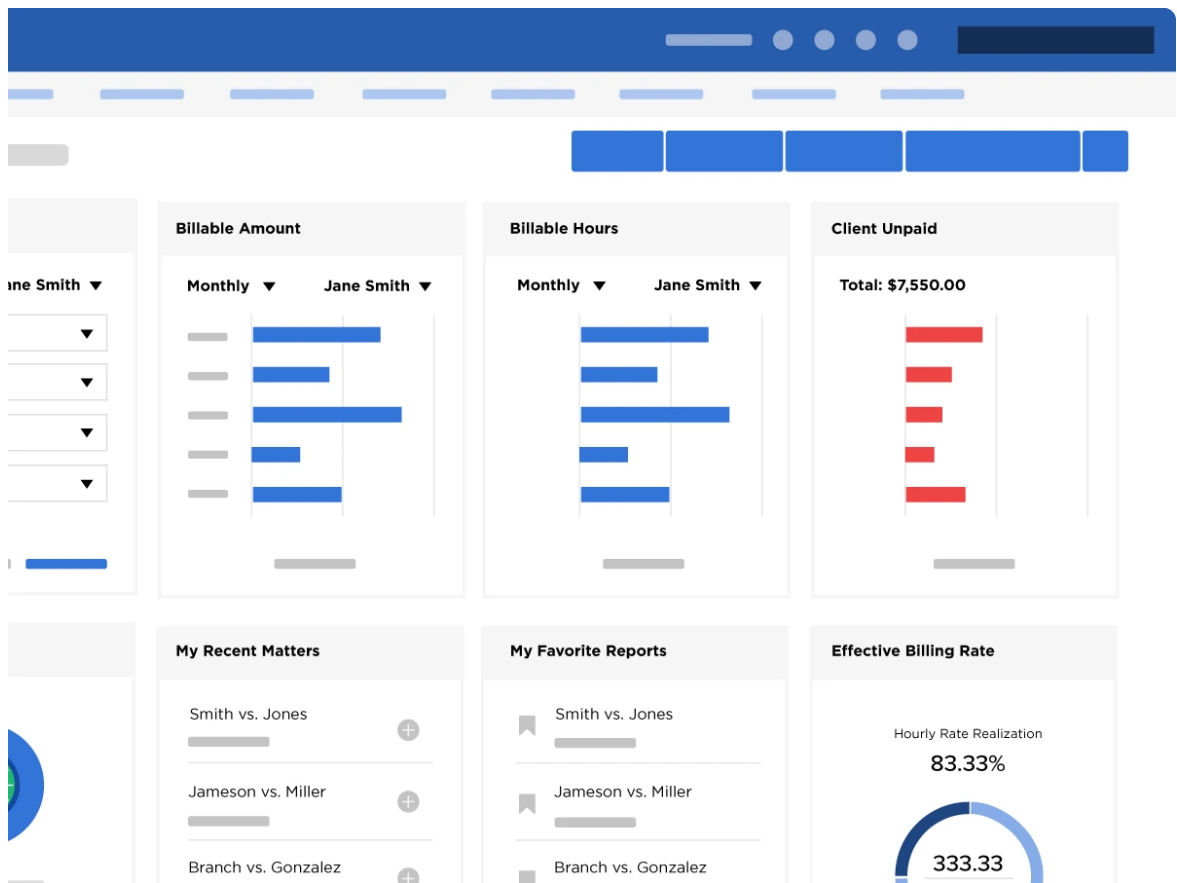 Billable Amount
Billable Hours
Client Unpaid
Smith
Monthly
Jane Smith
Monthly
Jane Smith
Total: $7,550.00
My Recent Matters
My Favorite Reports
Effective Billing Rate
Smith vs. Jones
Jameson vs. Miller
Branch vs. Gonzalez
Smith vs. Jones
Jameson vs. Miller
Branch vs. Gonzalez
Hourly Rate Realization
83.33%
333.33